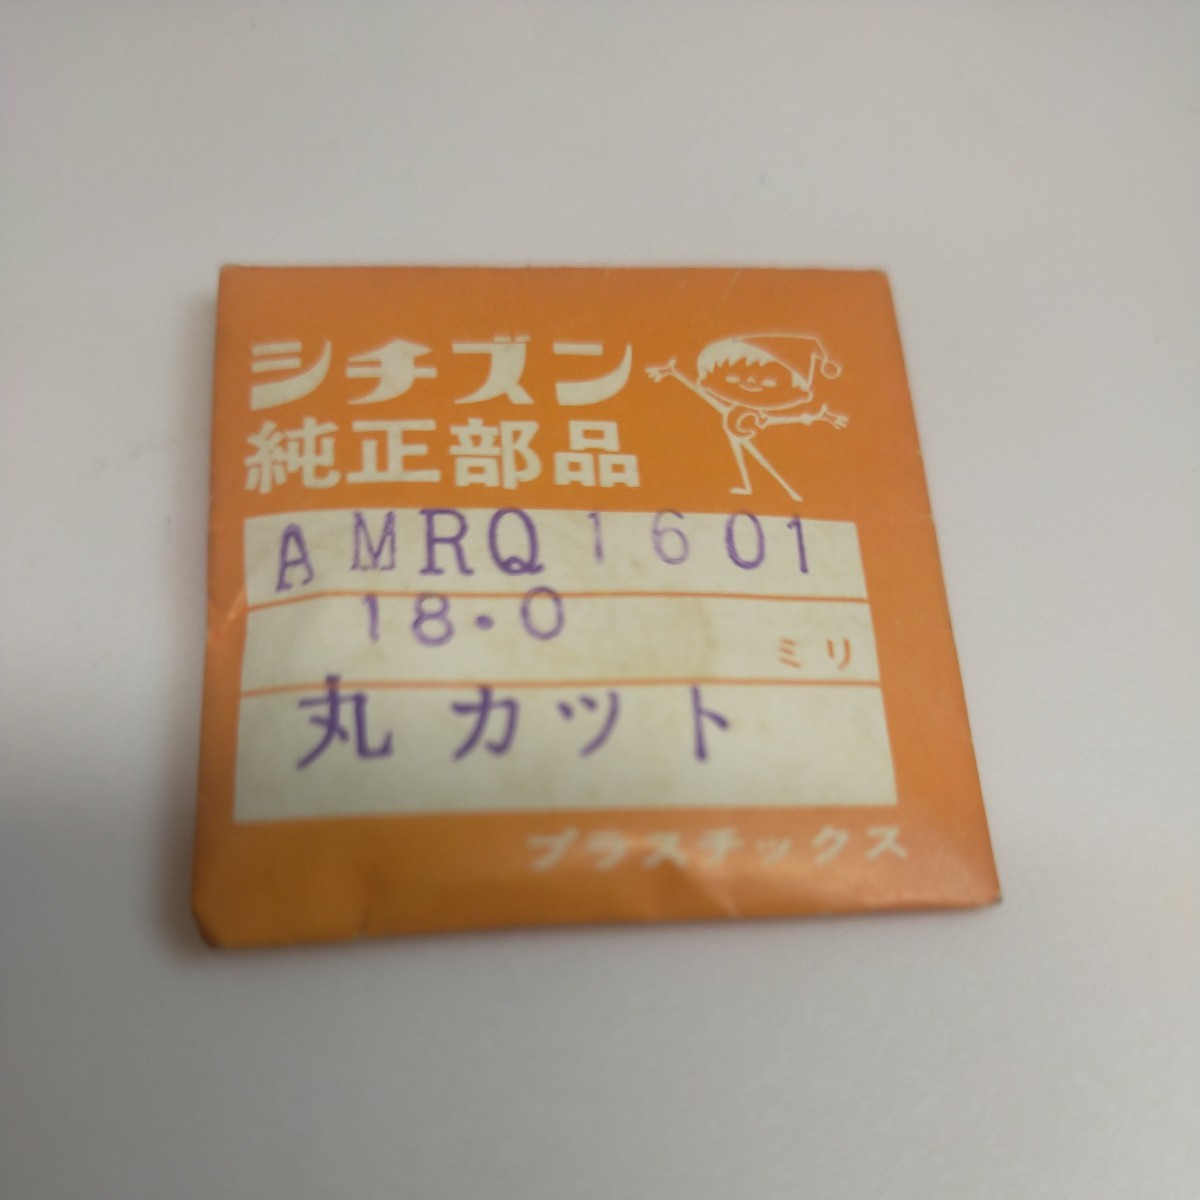 シチズン
純正部品
AMRQ1601
18.0 ミリ
丸カット
プラスチックス